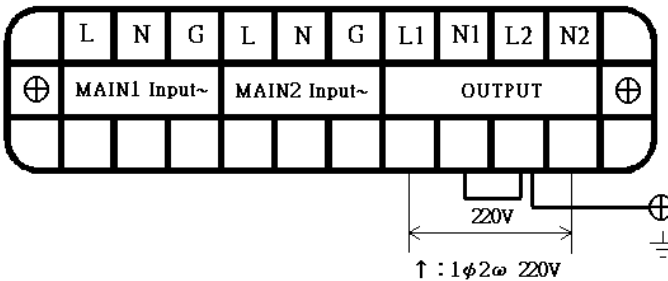 L N G L N G L1 N1 L2 N2
MAIN1 Input~ MAIN2 Input~ OUTPUT
220V
↑ : 1ϕ2ω 220V